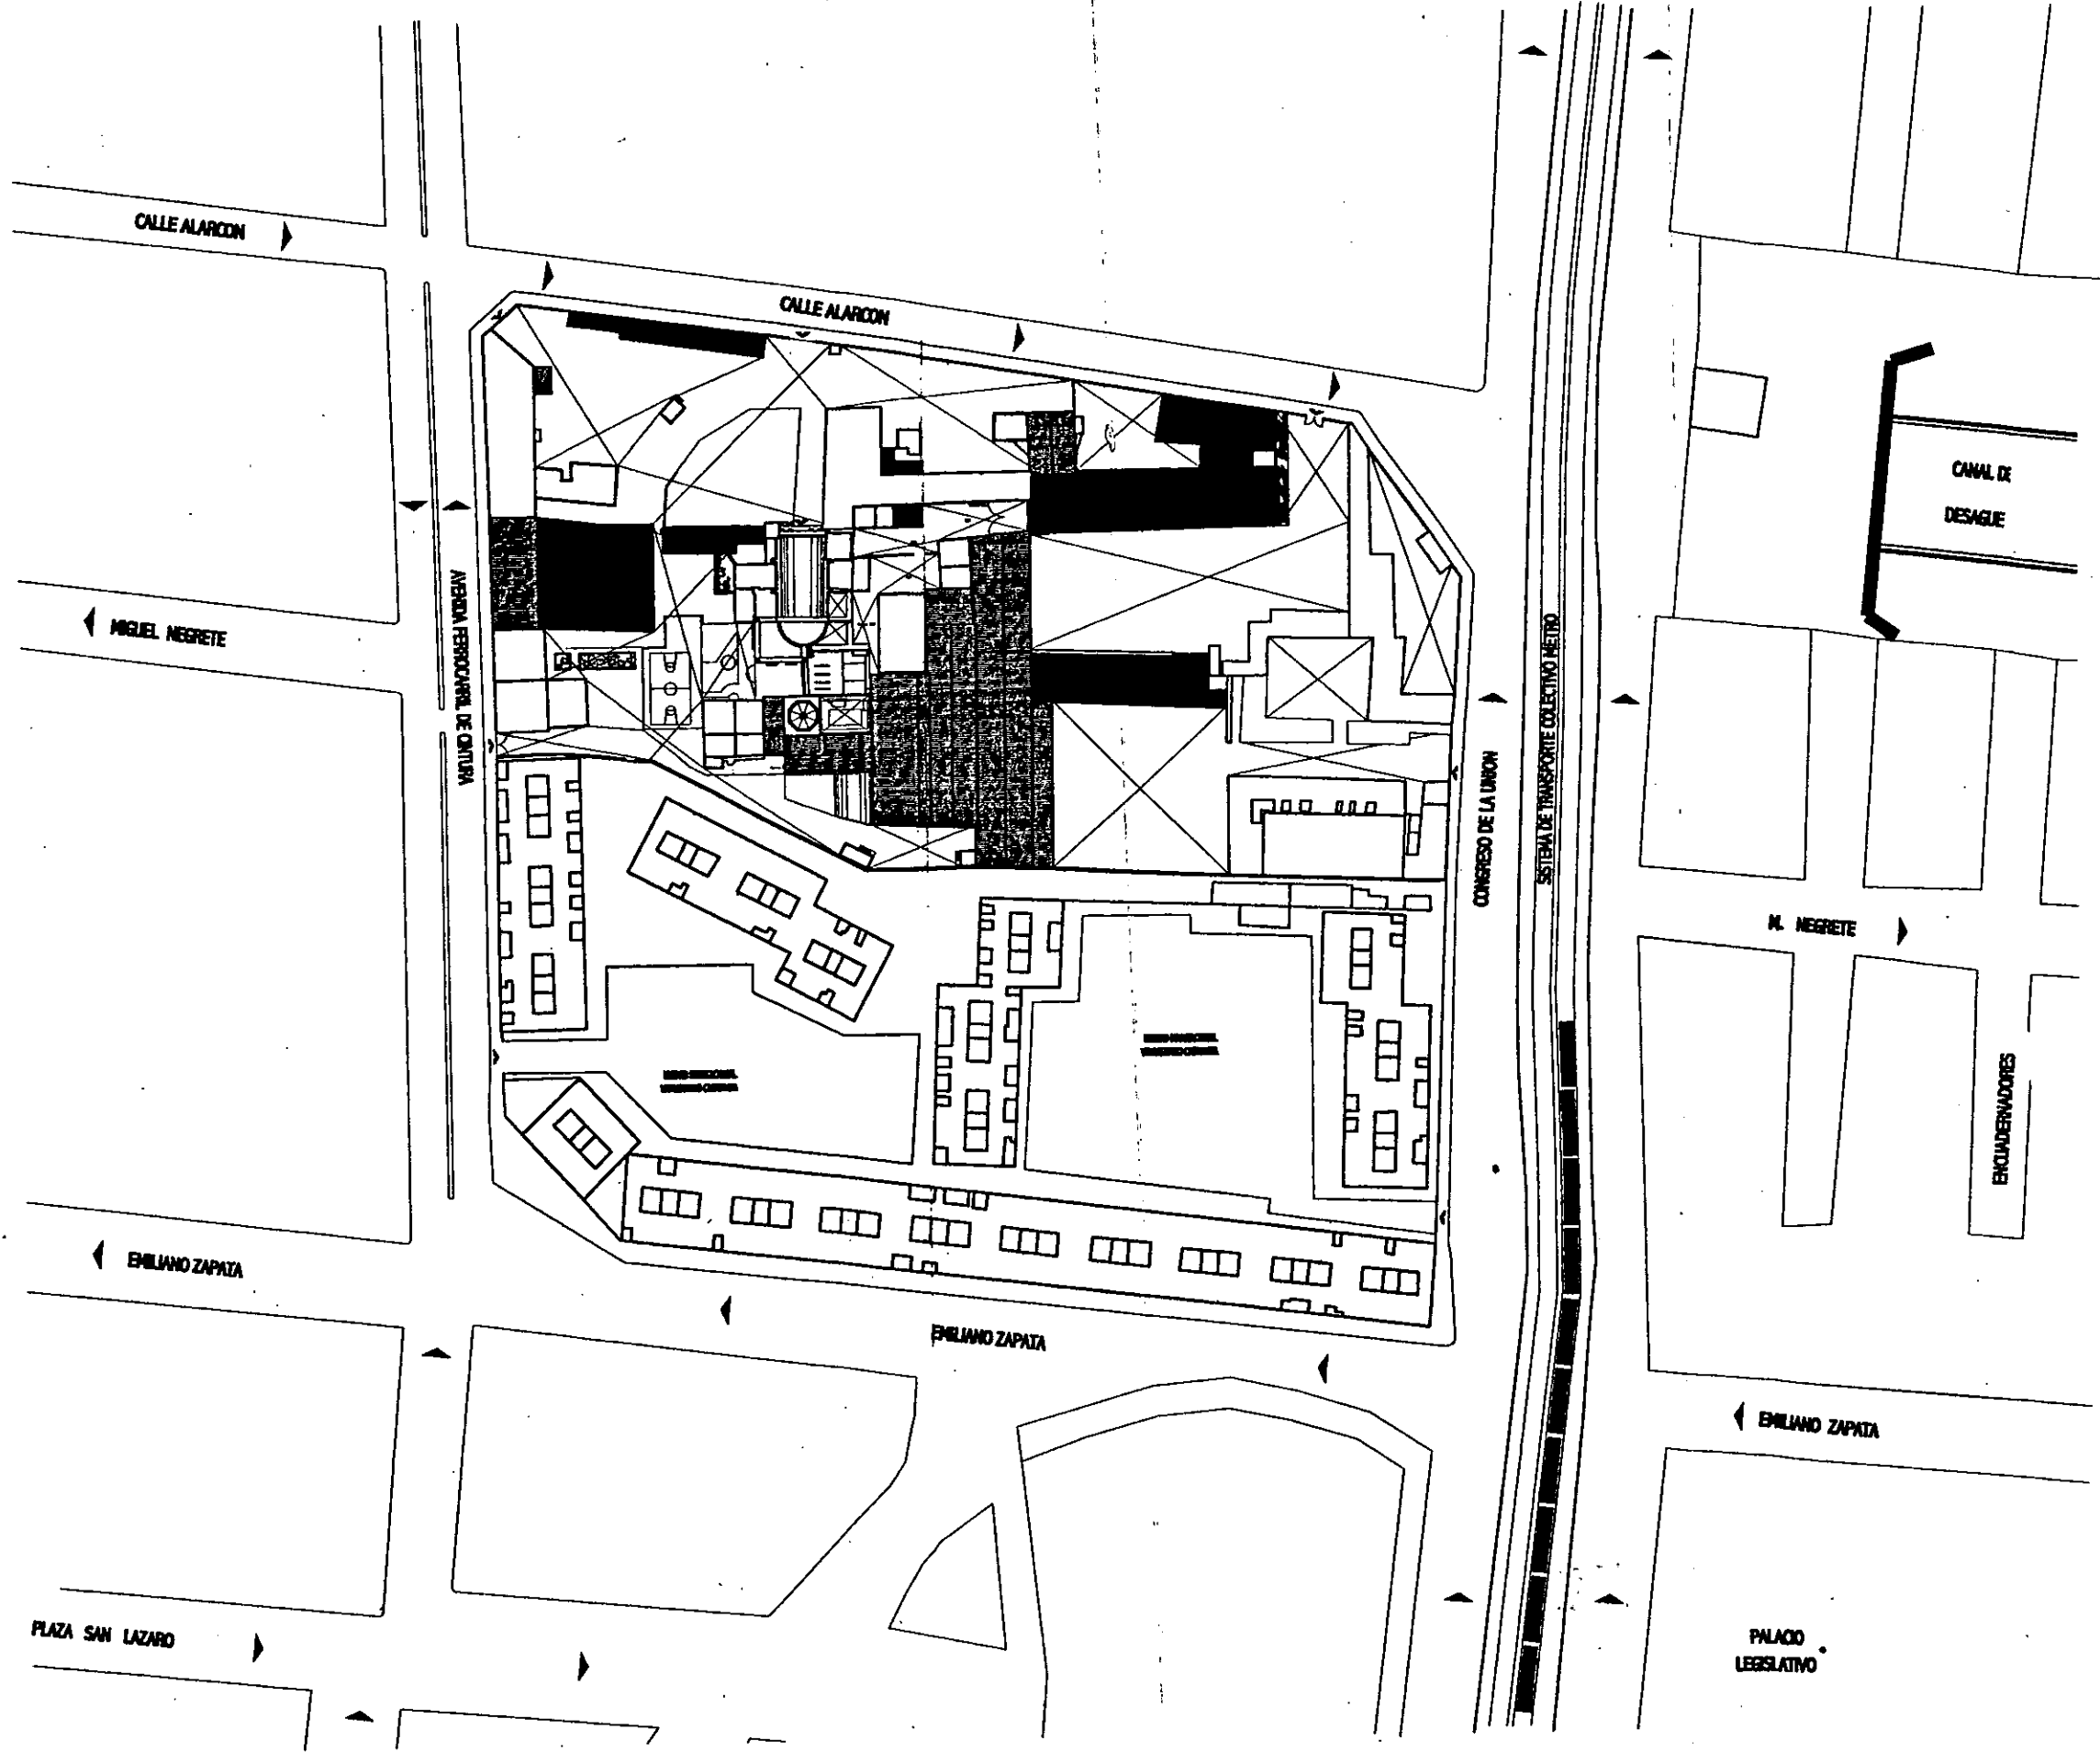 CALLE ALARCON
CALLE ALARCON
CANAL DE
DESAGUE
MIGUEL NEGRETE
AVENIDA FERROCARRIL DE CINTURA
SISTEMA DE TRANSPORTE COLECTIVO METRO
CONGRESO DE LA UNION
M. NEGRETE
ENCUADERNADORES
EMILIANO ZAPATA
EMILIANO ZAPATA
EMILIANO ZAPATA
PLAZA SAN LAZARO
PALACIO
LEGISLATIVO